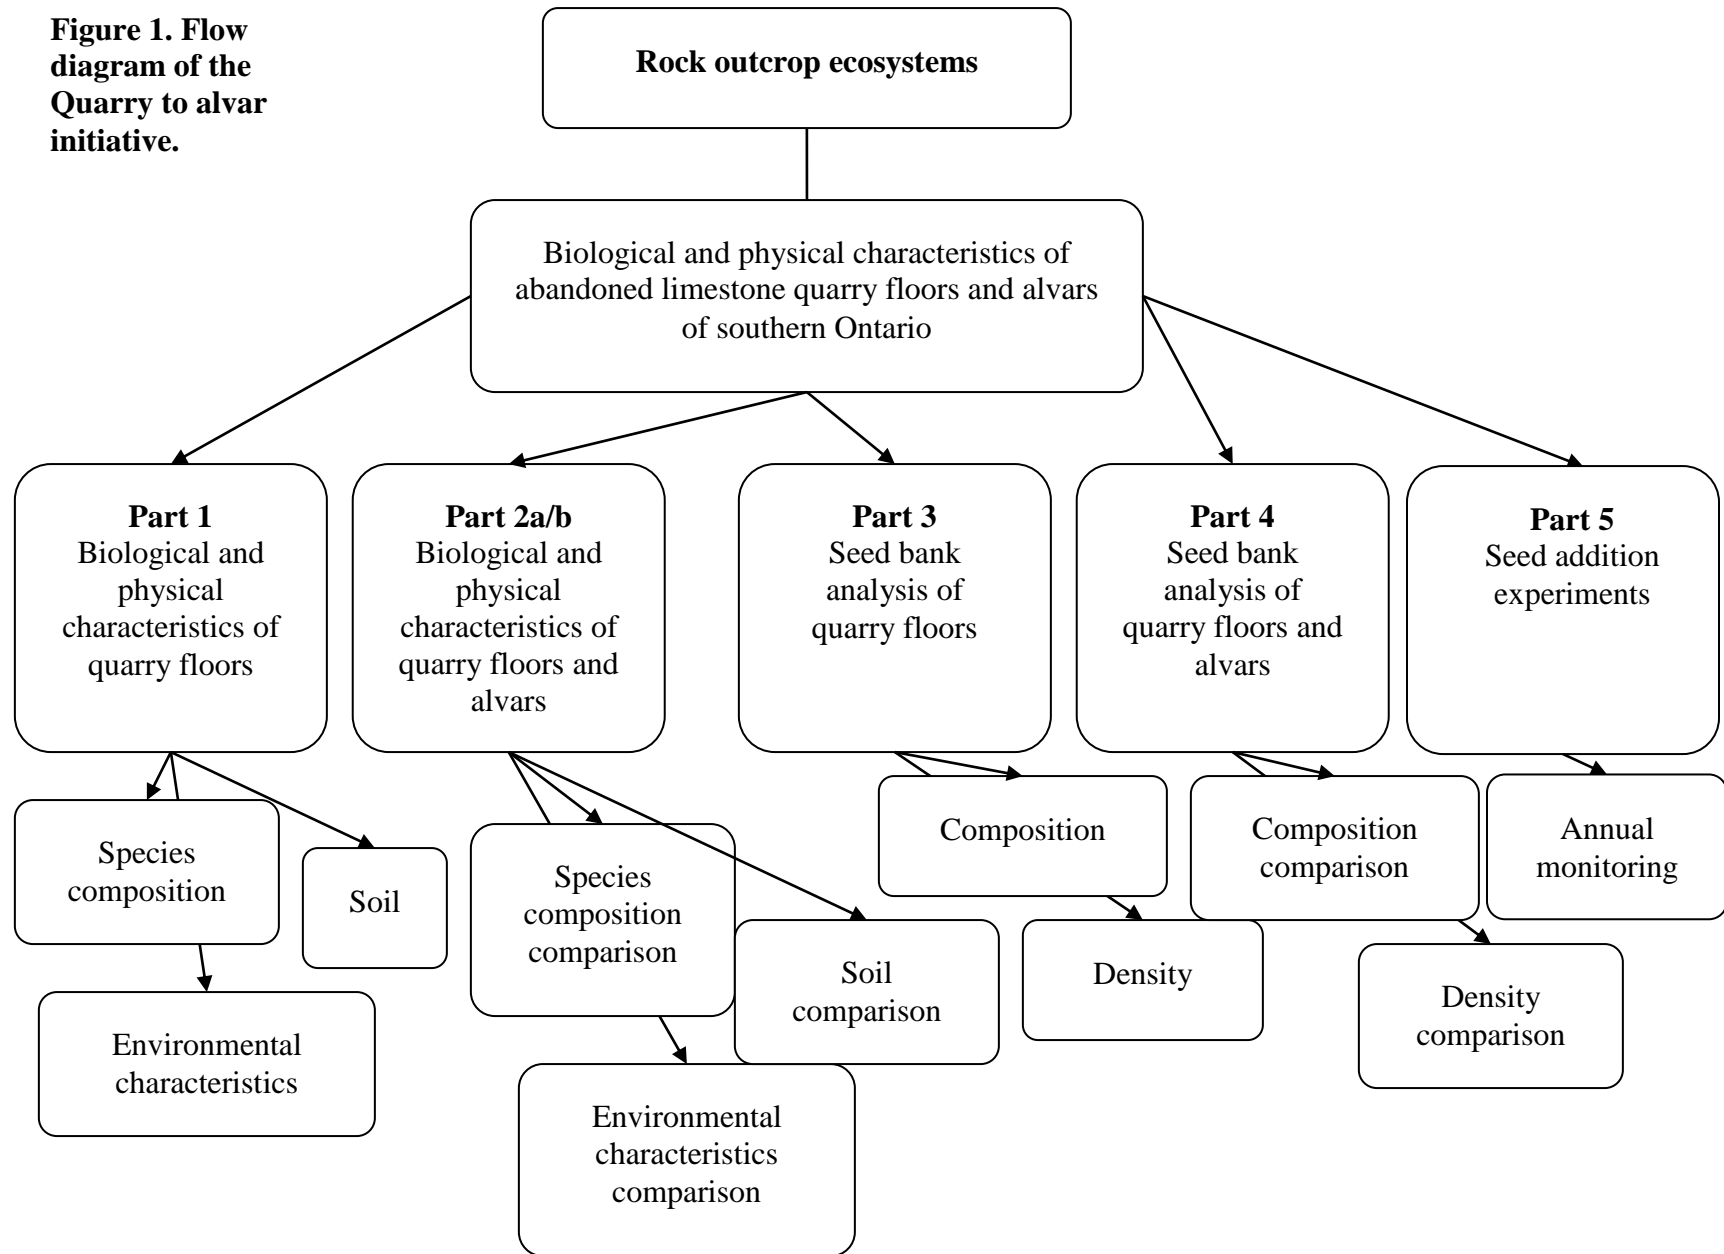 Figure 1. Flow
diagram of the
Quarry to alvar
initiative.
Rock outcrop ecosystems
Biological and physical characteristics of
abandoned limestone quarry floors and alvars
of southern Ontario
Part 1
Biological and
physical
characteristics of
quarry floors
Part 2a/b
Biological and
physical
characteristics of
quarry floors and
alvars
Part 3
Seed bank
analysis of
quarry floors
Part 4
Seed bank
analysis of
quarry floors and
alvars
Part 5
Seed addition
experiments
Species
composition
Soil
Environmental
characteristics
Species
composition
comparison
Soil
comparison
Environmental
characteristics
comparison
Composition
Density
Composition
comparison
Density
comparison
Annual
monitoring